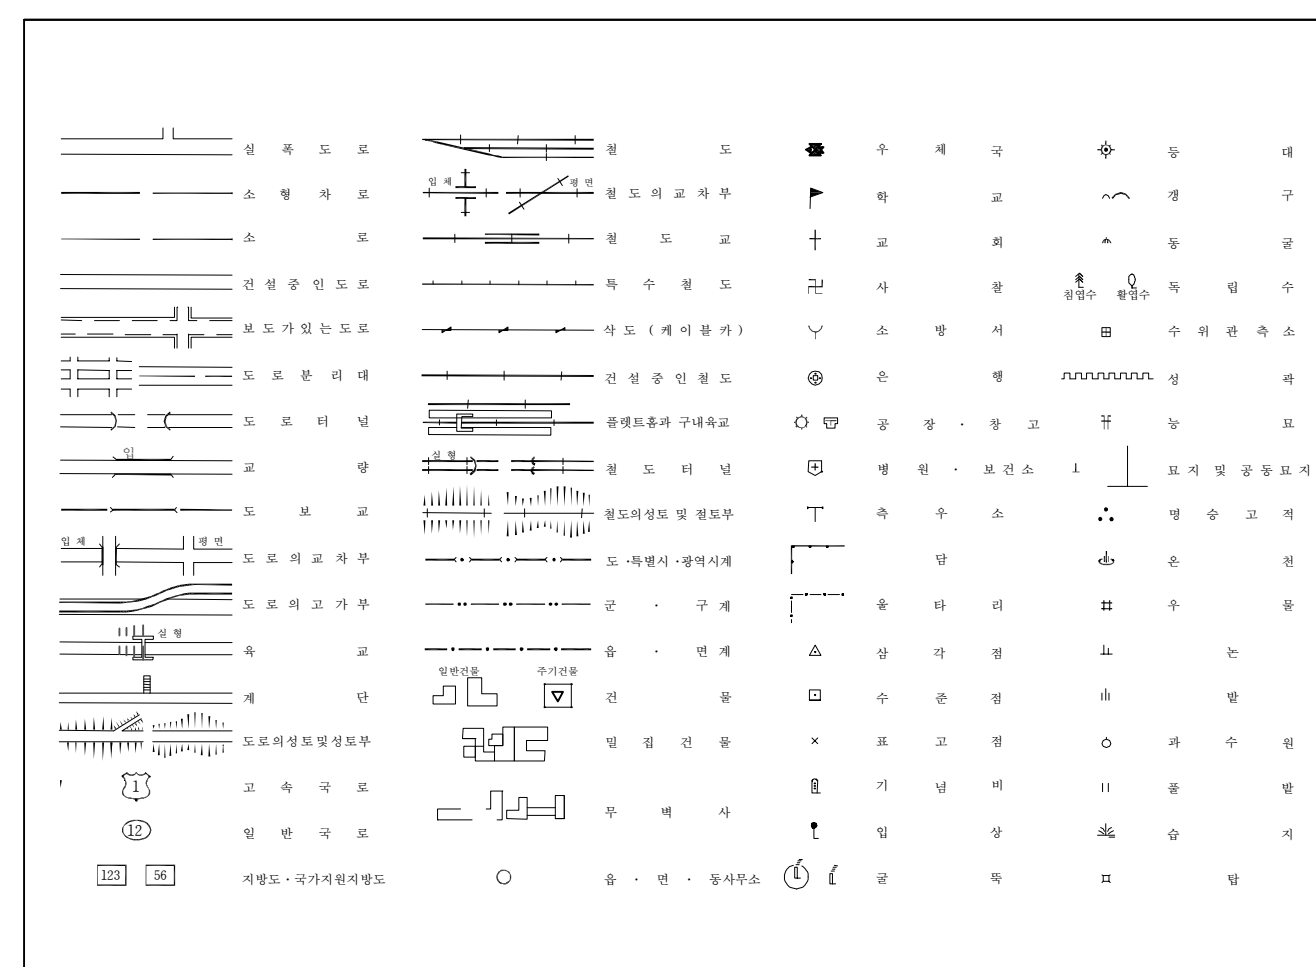 실 폭 도 로
소 형 차 로
소 로
건 설 중 인 도 로
보 도 가 있 는 도 로
도 로 분 리 대
도 로 터 널
입
교 량
도 보 교
입 체 평 면
도 로 의 교 차 부
도 로 의 고 가 부
실 형
육 교
계 단
도로의성토및성토부
1
고 속 국 로
12
일 반 국 로
123 56
지방도·국가지원지방도
철 도
입 체 평 면
철 도 의 교 차 부
철 도 교
특 수 철 도
삭 도 ( 케 이 블 카 )
건 설 중 인 철 도
플렛트홈과 구내육교
실 형
철 도 터 널
철도의성토 및 절토부
도 ·특별시 ·광역시계
군 · 구 계
읍 · 면 계
일반건물 주기건물
건 물
밀 집 건 물
무 벽 사
읍 · 면 · 동사무소
우 체 국
학 교
교 회
사 찰
소 방 서
은 행
공 장 · 창 고
병 원 · 보 건 소
측 우 소
담
울 타 리
삼 각 점
수 준 점
표 고 점
기 념 비
입 상
굴 뚝
등 대
갱 구
동 굴
침엽수 활엽수
독 립 수
수 위 관 측 소
성 곽
능 묘
묘 지 및 공 동 묘 지
명 승 고 적
온 천
우 물
논
밭
과 수 원
풀 밭
습 지
탑